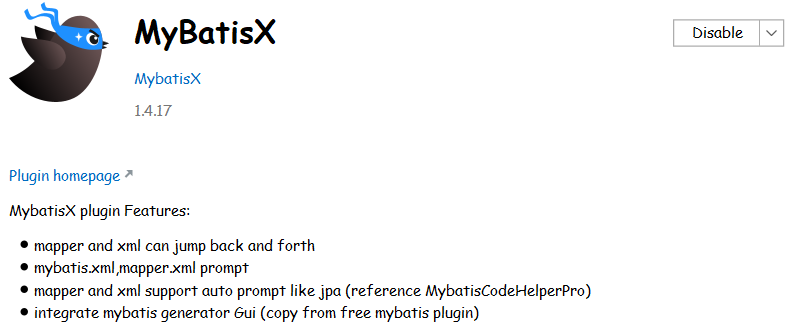 MyBatisX
Disable
MybatisX
1.4.17
Plugin homepage
MybatisX plugin Features:
mapper and xml can jump back and forth
mybatis.xml,mapper.xml prompt
mapper and xml support auto prompt like jpa (reference MybatisCodeHelperPro)
integrate mybatis generator Gui (copy from free mybatis plugin)